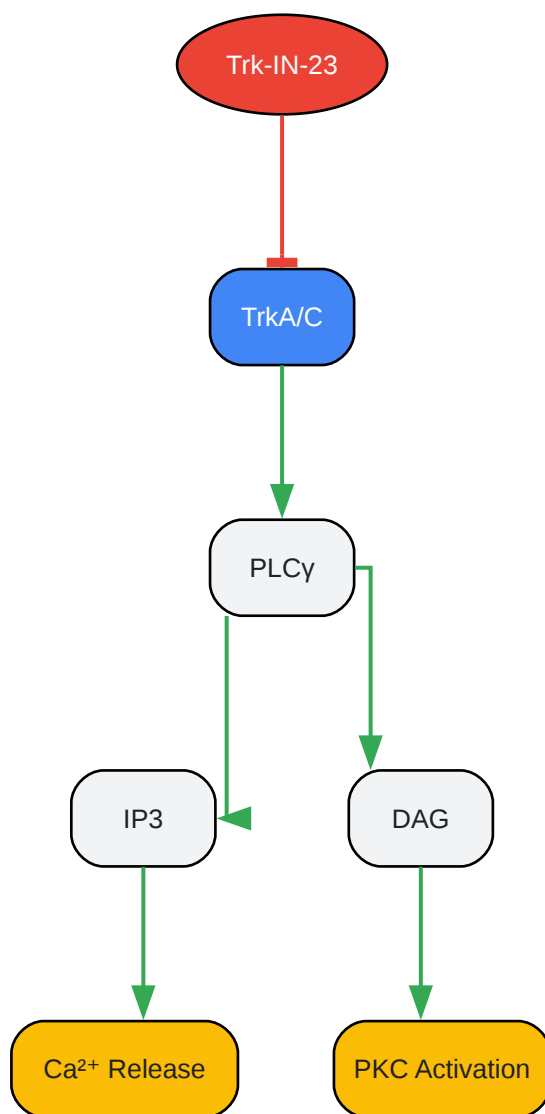 Trk-IN-23
TrkA/C
PLCγ
IP3
DAG
Ca²⁺ Release
PKC Activation